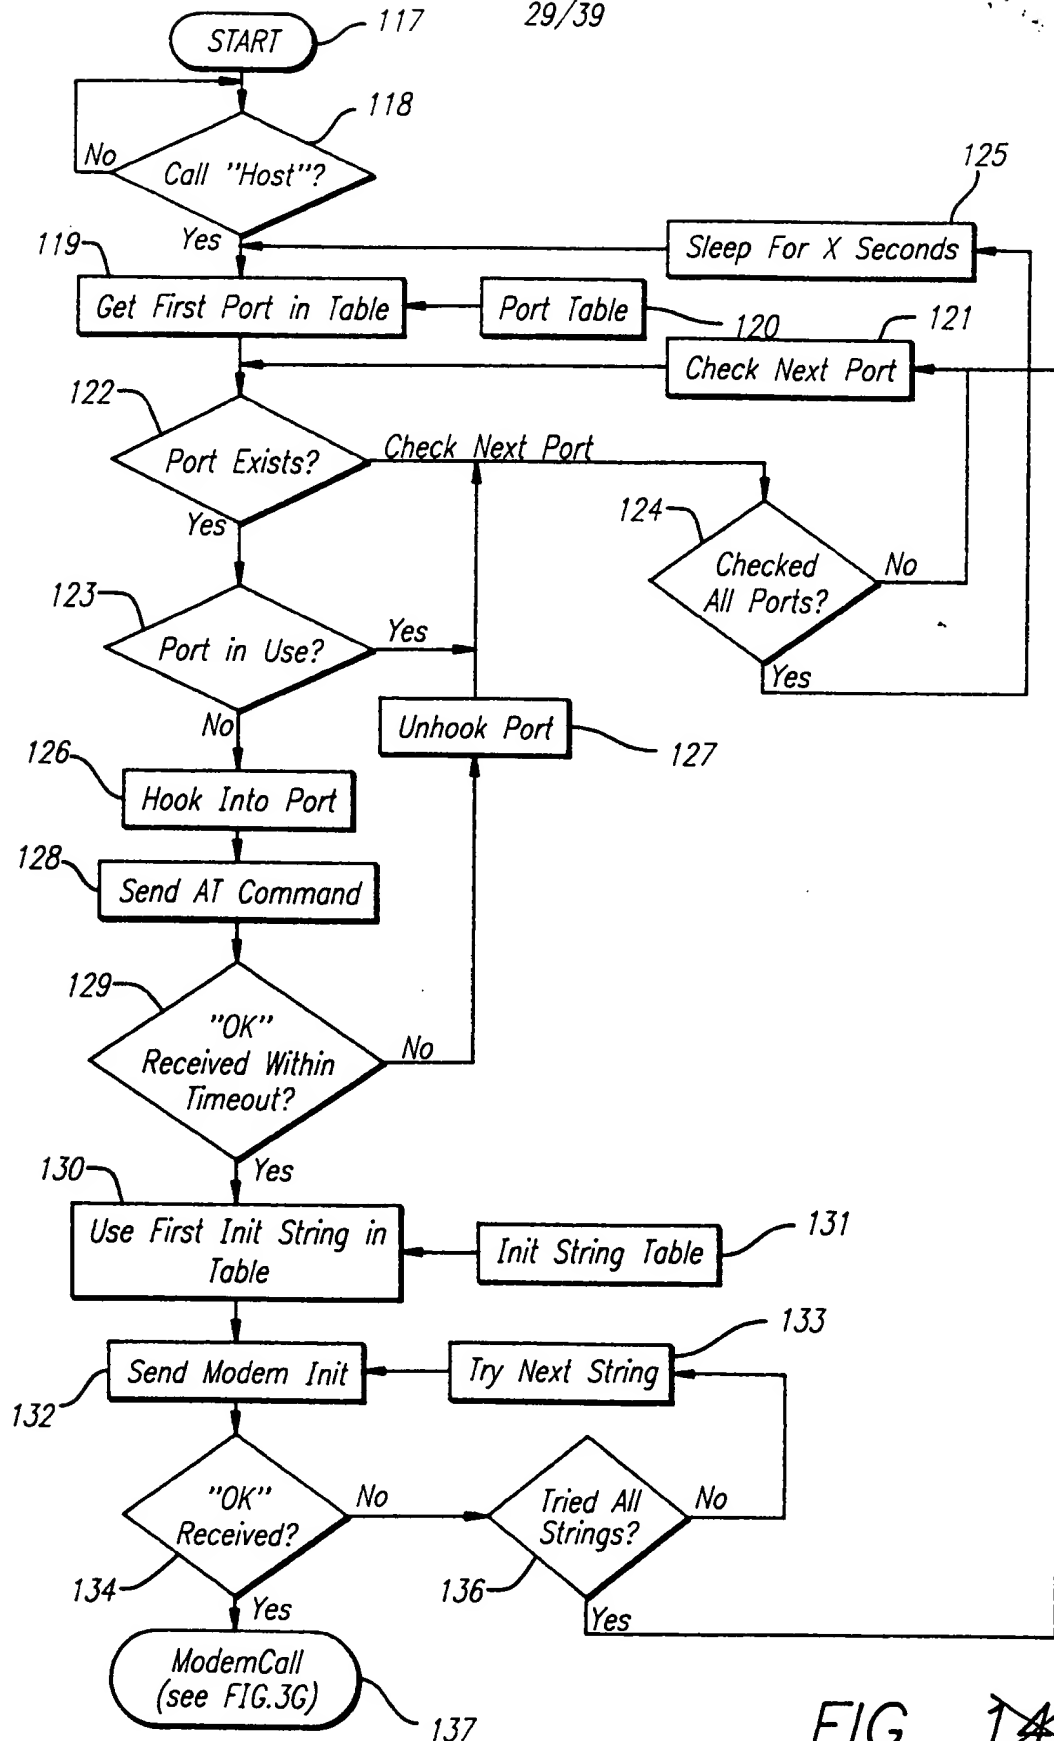 29/39
START
117
118
No
Call "Host"?
Yes
125
Sleep For X Seconds
119
Get First Port in Table
Port Table
120
121
Check Next Port
122
Port Exists?
Check Next Port
Yes
124
Checked
All Ports?
No
Yes
123
Port in Use?
Yes
No
Unhook Port
127
126
Hook Into Port
128
Send AT Command
129
"OK"
Received Within
Timeout?
No
Yes
130
Use First Init String in
Table
Init String Table
131
133
Send Modem Init
Try Next String
132
"OK"
Received?
No
Tried All
Strings?
No
134
136
Yes
Yes
ModemCall
(see FIG.3G)
137
FIG.